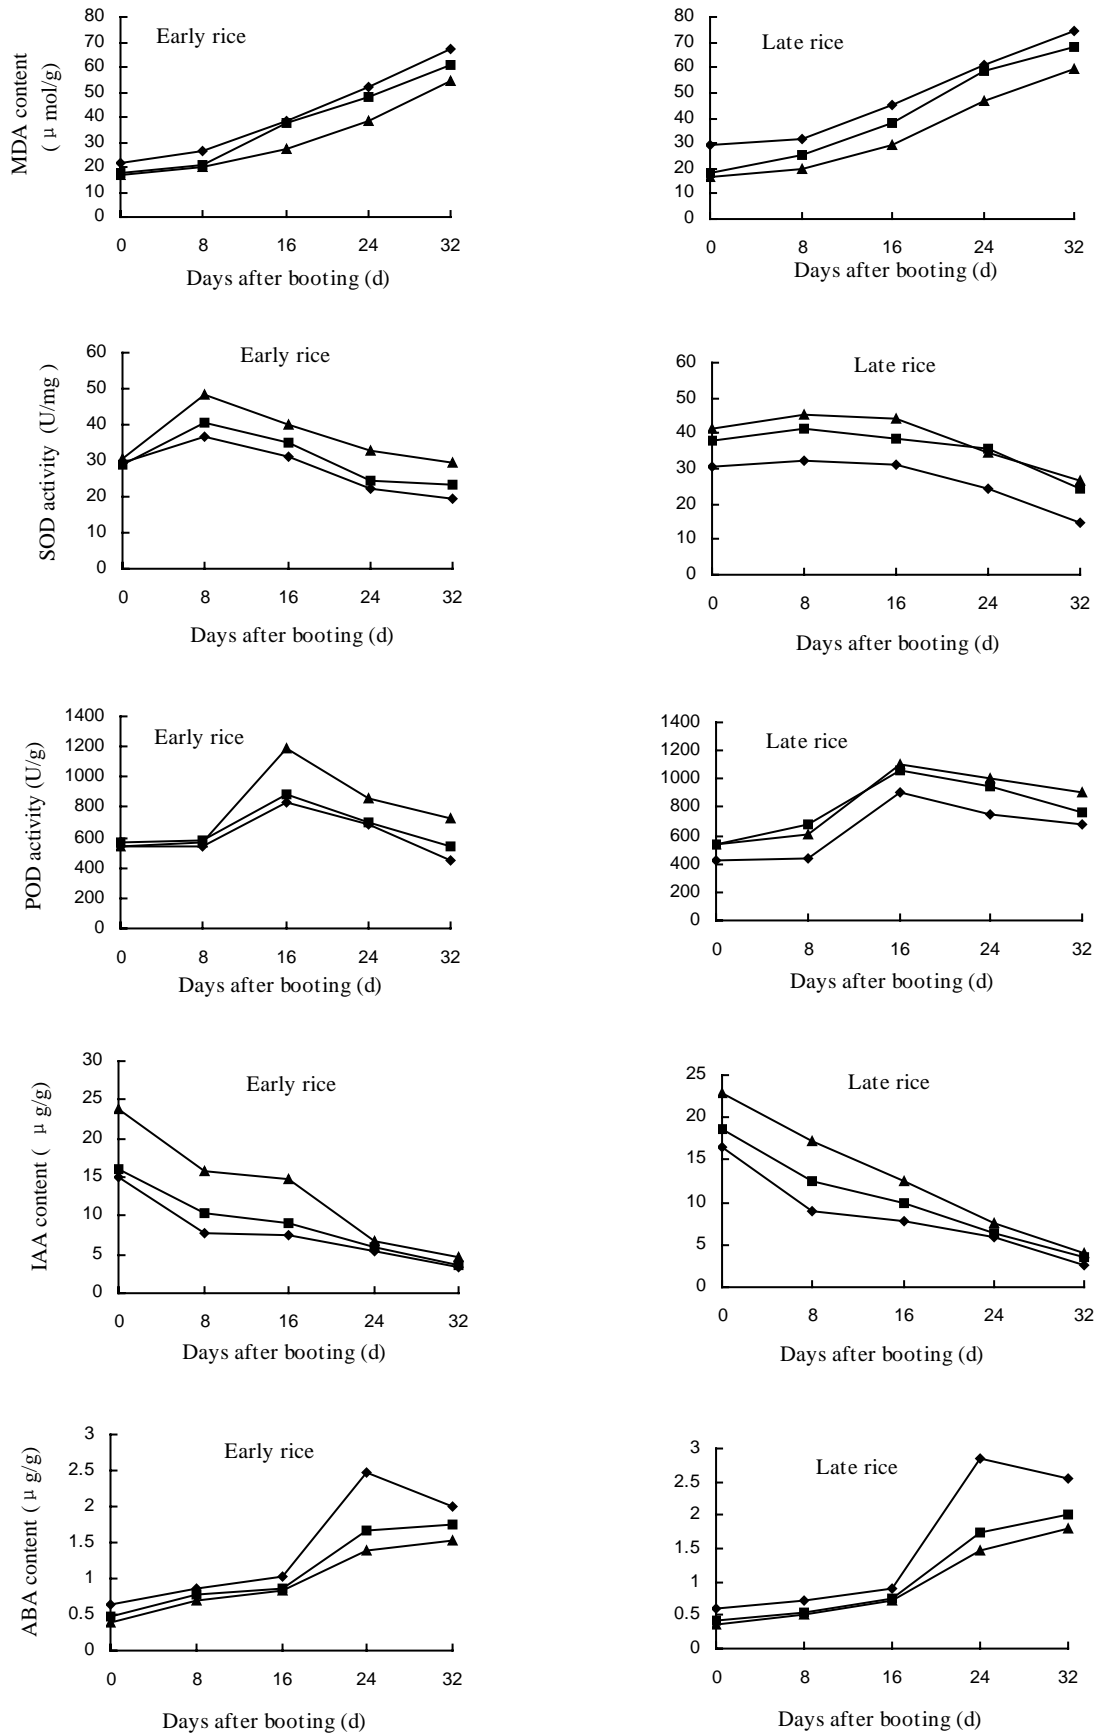 80
70
60
50
40
30
20
10
0
MDA content
( μ mol/g)
Early rice
0 8 16 24 32
Days after booting (d)
80
70
60
50
40
30
20
10
0
Late rice
0 8 16 24 32
Days after booting (d)
60
50
40
30
20
10
0
SOD activity (U/mg )
Early rice
0 8 16 24 32
Days after booting (d)
60
50
40
30
20
10
0
Late rice
0 8 16 24 32
Days after booting (d)
1400
1200
1000
800
600
400
200
0
POD activity (U/g)
Early rice
0 8 16 24 32
Days after booting (d)
1400
1200
1000
800
600
400
200
0
Late rice
0 8 16 24 32
Days after booting (d)
30
25
20
15
10
5
0
IAA content ( μ g/g)
Early rice
0 8 16 24 32
Days after booting (d)
25
20
15
10
5
0
Late rice
0 8 16 24 32
Days after booting (d)
3
2.5
2
1.5
1
0.5
0
ABA content ( μ g/g)
Early rice
0 8 16 24 32
Days after booting (d)
3
2.5
2
1.5
1
0.5
0
Late rice
0 8 16 24 32
Days after booting (d)